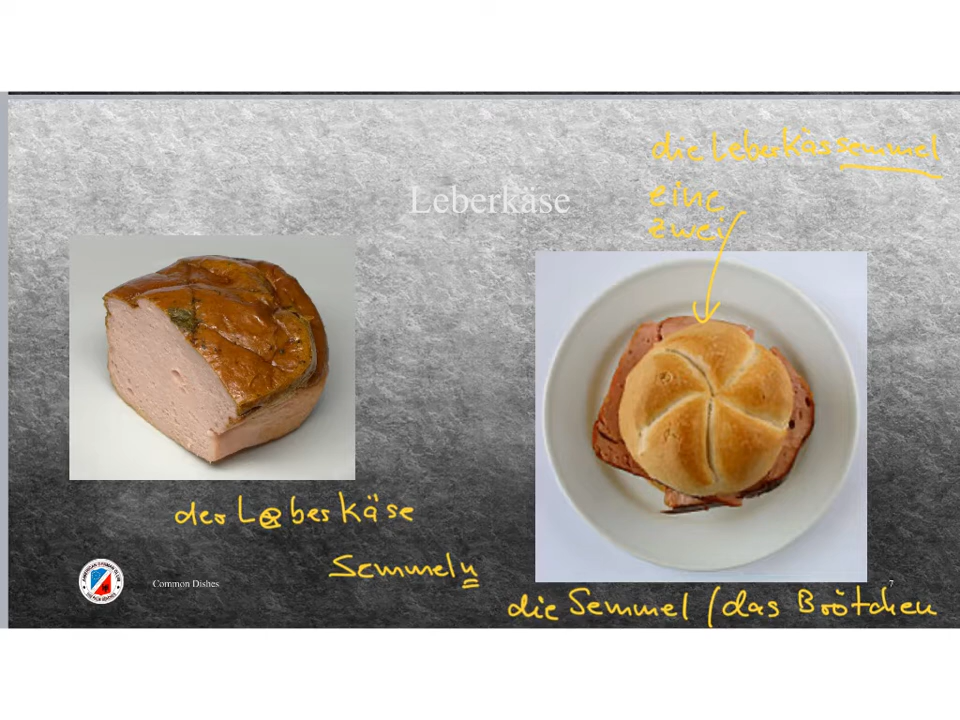 die Leberkässemmel
Leberkäse
eine
zwei
der Leberkäse
Semmeln
Common Dishes
7
die Semmel / das Brötchen